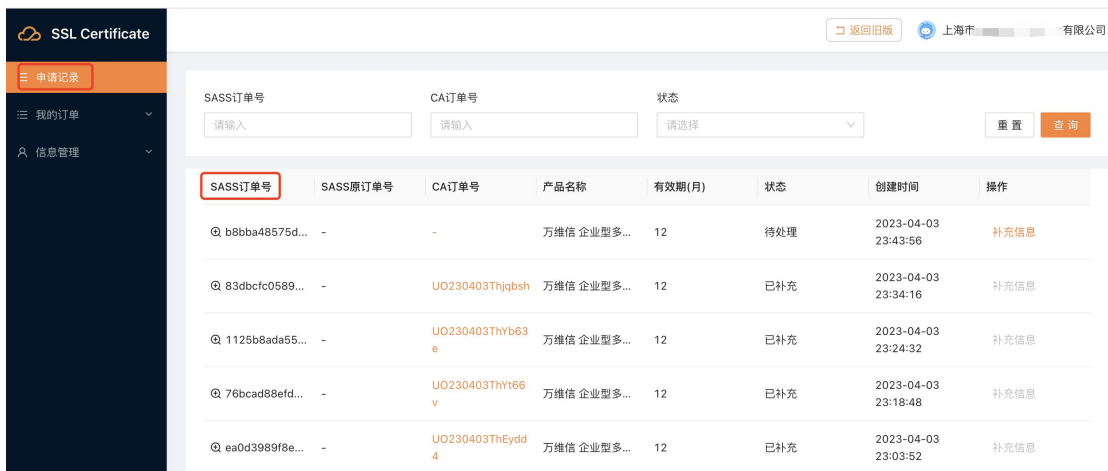 SSL Certificate
返回旧版
上海市
有限公司
申请记录
我的订单
信息管理
SASS订单号
CA订单号
状态
请输入
请输入
请选择
重置
查询
SASS订单号 SASS原订单号 CA订单号 产品名称 有效期(月) 状态 创建时间 操作
b8bba48575d... - - 万维信 企业型多... 12 待处理 2023-04-03 补充信息
23:43:56
83dbcfc0589... - UO230403Thjqbsh 万维信 企业型多... 12 已补充 2023-04-03 补充信息
23:34:16
1125b8ada55... - UO230403ThYb63 万维信 企业型多... 12 已补充 2023-04-03 补充信息
e 23:24:32
76bcad88efd... - UO230403ThYt66 万维信 企业型多... 12 已补充 2023-04-03 补充信息
v 23:18:48
ea0d3989f8e... - UO230403ThEydd 万维信 企业型多... 12 已补充 2023-04-03 补充信息
4 23:03:52